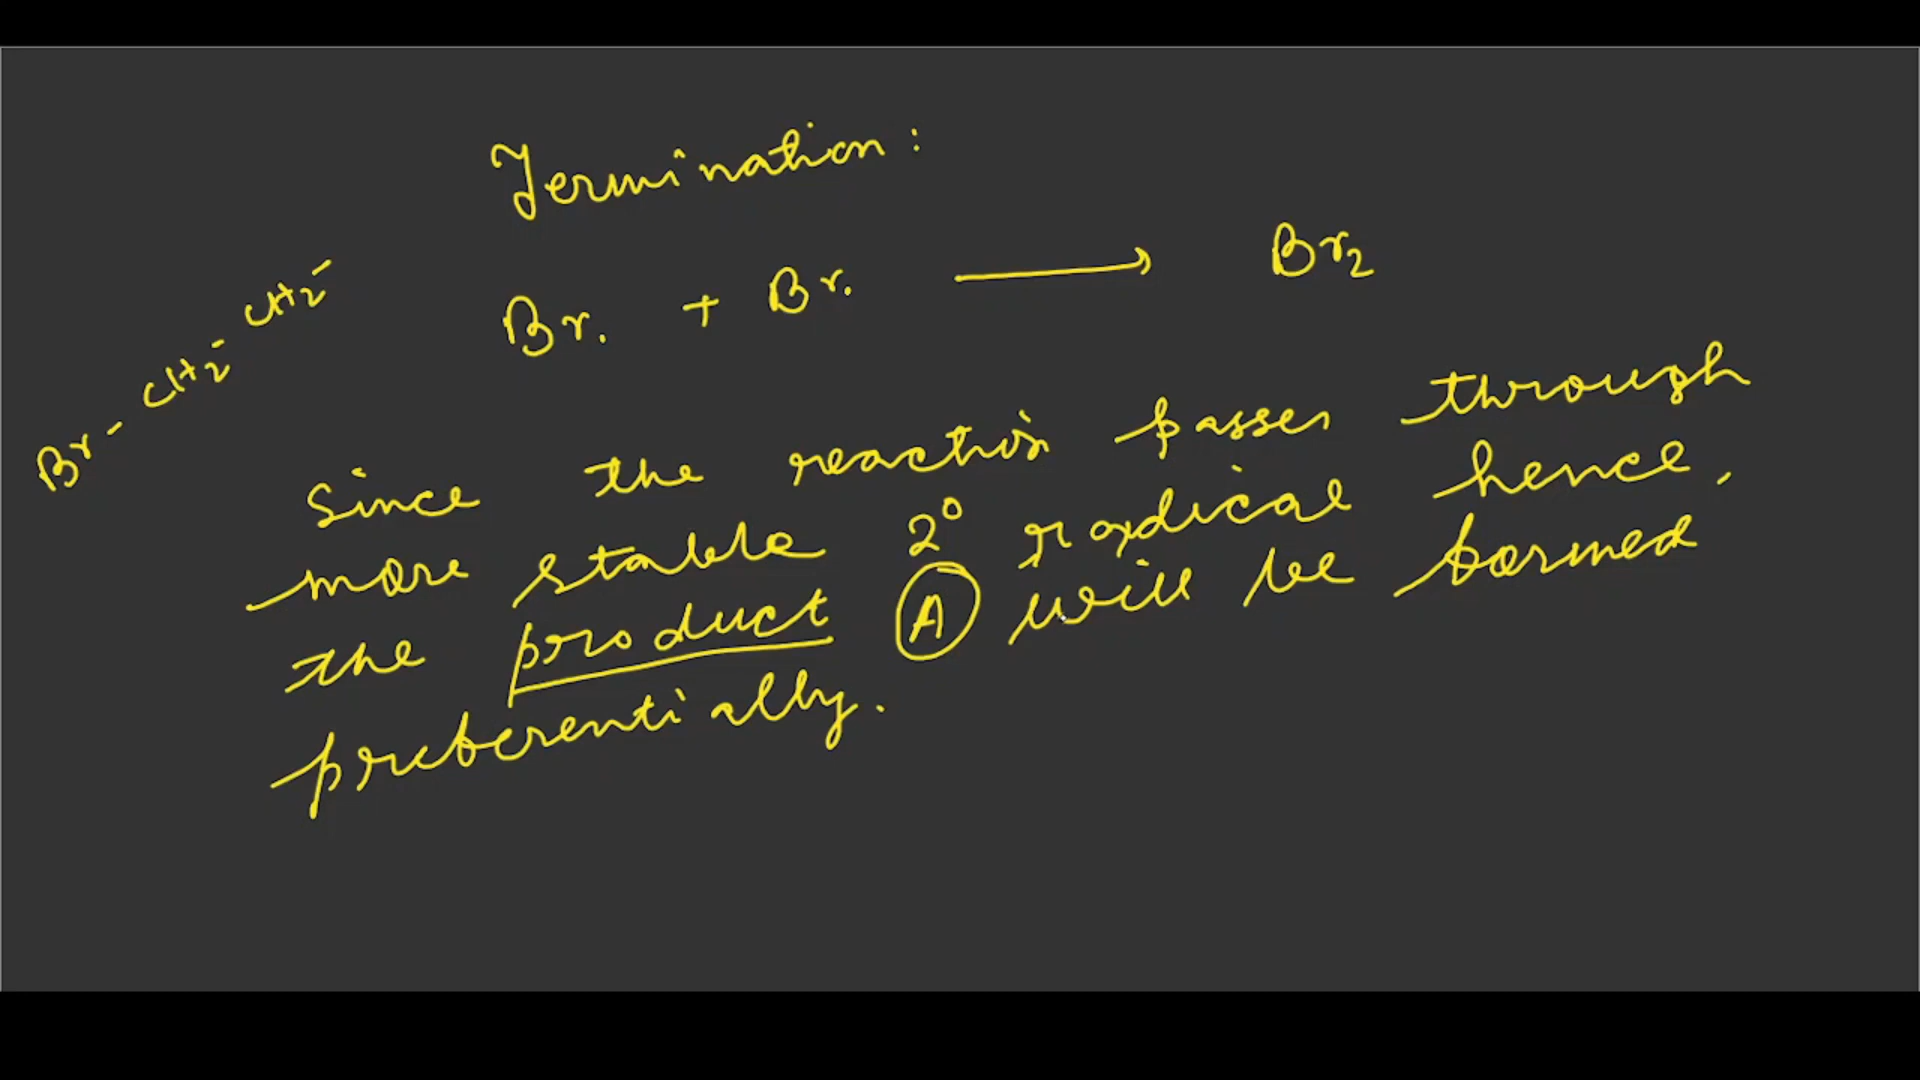 Termination:
Br. + Br. → Br2
Br - CH2 - CH2 -
Since the reaction passes through
more stable 2° radical hence,
the product A will be formed
preferentially.